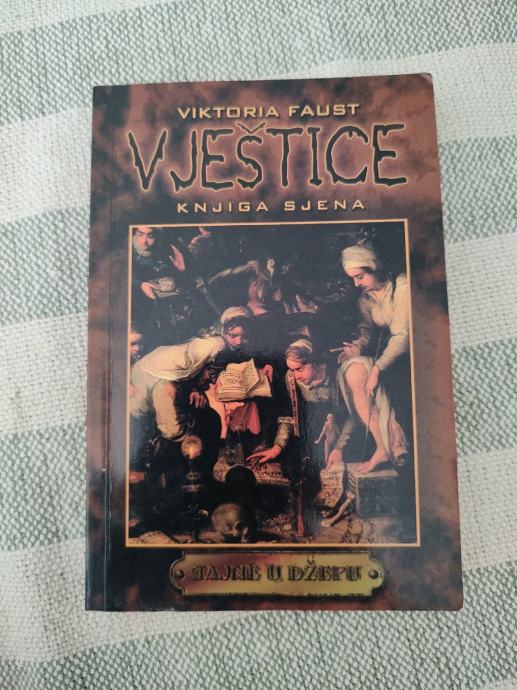 VIKTORIA FAUST
VJEŠTICE
KNJIGA SJENA
TAJNE U DŽEPU